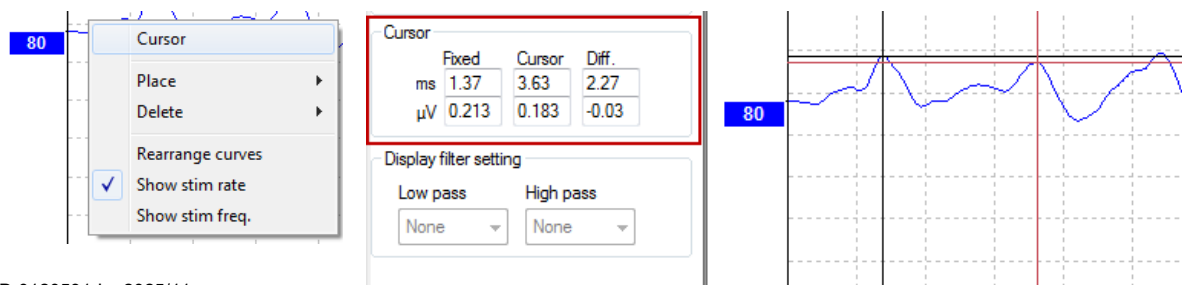 80
Cursor
Place
Delete
Rearrange curves
Show stim rate
Show stim freq.
Cursor
Fixed Cursor Diff.
ms 1.37 3.63 2.27
µV 0.213 0.183 -0.03
Display filter setting
Low pass High pass
None None
80